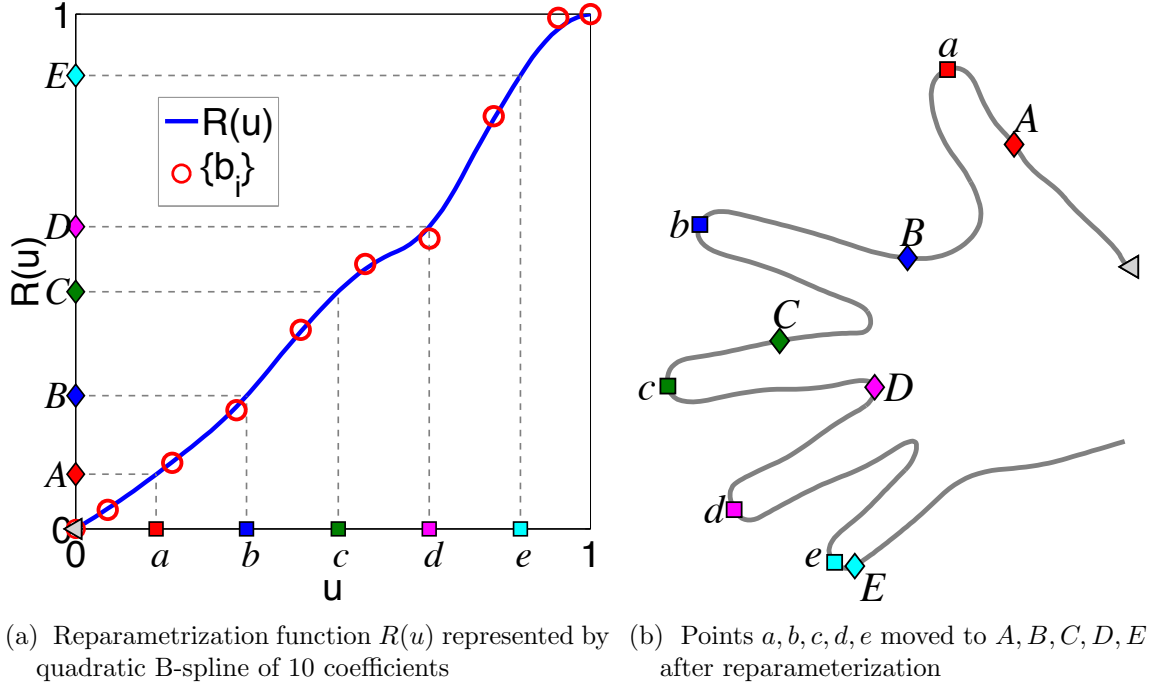 1
E
D
C
B
A
0
R(u)
R(u)
{b_i}
0 a b c d e 1
u
a
A
b
B
C
c
D
d
e
E
(a) Reparametrization function R(u) represented by
quadratic B-spline of 10 coefficients
(b) Points a, b, c, d, e moved to A, B, C, D, E
after reparameterization